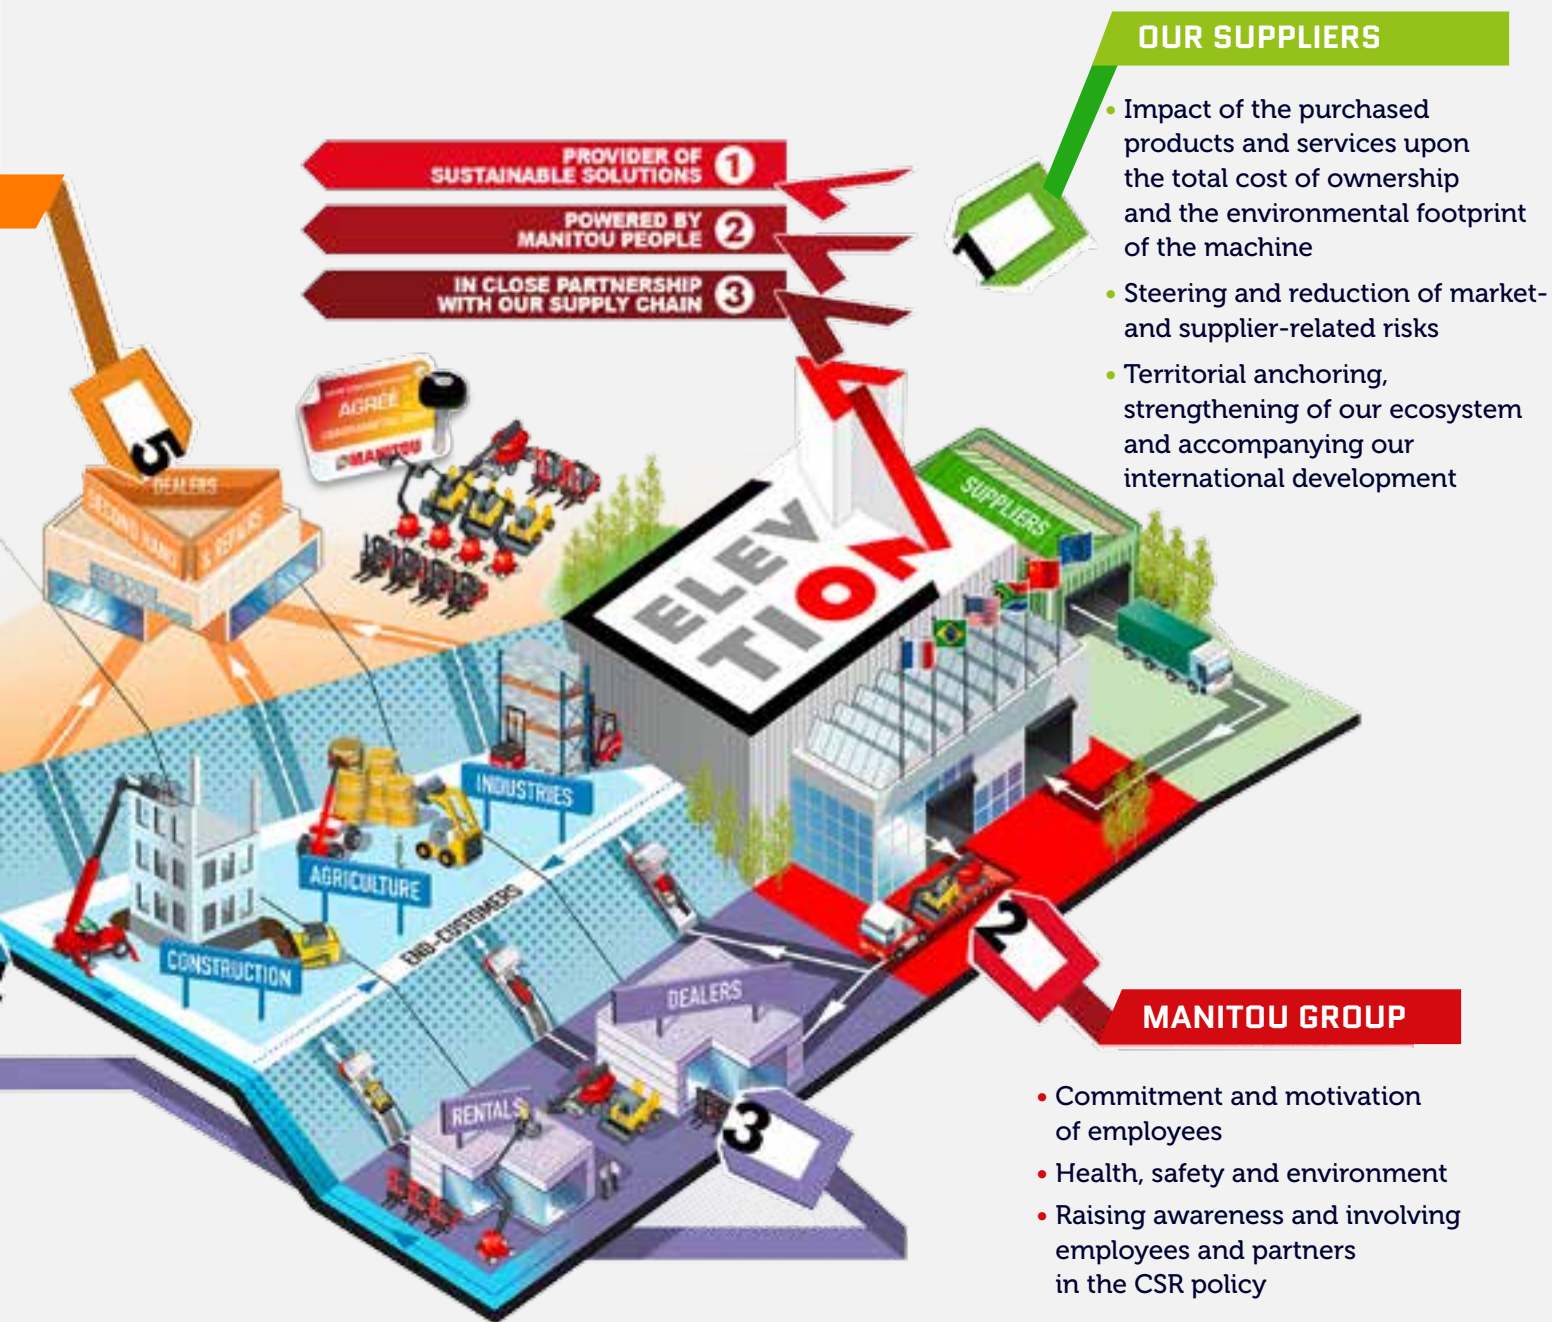 OUR SUPPLIERS
• Impact of the purchased
products and services upon
the total cost of ownership
and the environmental footprint
of the machine
• Steering and reduction of market-
and supplier-related risks
• Territorial anchoring,
strengthening of our ecosystem
and accompanying our
international development
1
PROVIDER OF
SUSTAINABLE SOLUTIONS 1
POWERED BY
MANITOU PEOPLE 2
IN CLOSE PARTNERSHIP
WITH OUR SUPPLY CHAIN 3
5
AGRÉÉ
MANITOU
DEALERS
SECOND HAND
& REPAIRS
SUPPLIERS
ELEV
TION
INDUSTRIES
AGRICULTURE
CONSTRUCTION
END-CUSTOMERS
DEALERS
RENTALS
3
2
MANITOU GROUP
• Commitment and motivation
of employees
• Health, safety and environment
• Raising awareness and involving
employees and partners
in the CSR policy